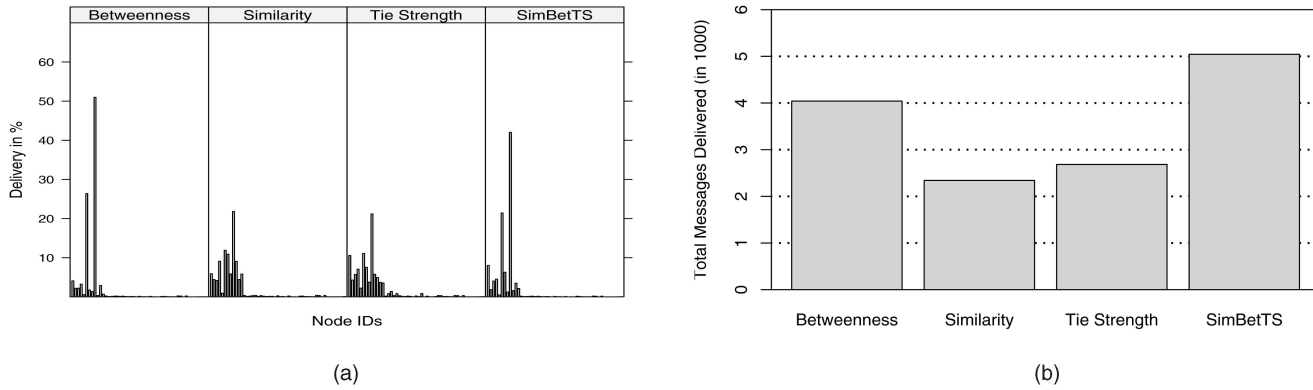 Betweenness Similarity Tie Strength SimBetTS
Delivery in %
60
50
40
30
20
10
Node IDs
(a)
Total Messages Delivered (in 1000)
6
5
4
3
2
1
0
Betweenness Similarity Tie Strength SimBetTS
(b)